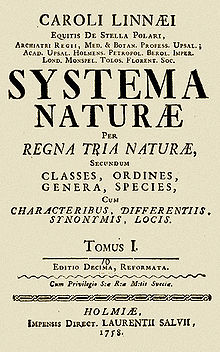 CAROLI LINNÆI
EQUITIS DE STELLA POLARI,
ARCHIATRI REGII, MED. & BOTAN. PROFESS. UPSAL.;
ACAD. UPSAL. HOLMENS. PETROPOL. BEROL. IMPER.
LOND. MONSPEL. TOLOS. FLORENT. SOC.
SYSTEMA
NATURÆ
PER
REGNA TRIA NATURÆ,
SECUNDUM
CLASSES, ORDINES,
GENERA, SPECIES,
CUM
CHARACTERIBUS, DIFFERENTIIS,
SYNONYMIS, LOCIS.
TOMUS I.
10
EDITIO DECIMA, REFORMATA.
Cum Privilegio S:æ R:æ M:tis Sveciæ.
HOLMIÆ,
IMPENSIS DIRECT. LAURENTII SALVII,
1758.